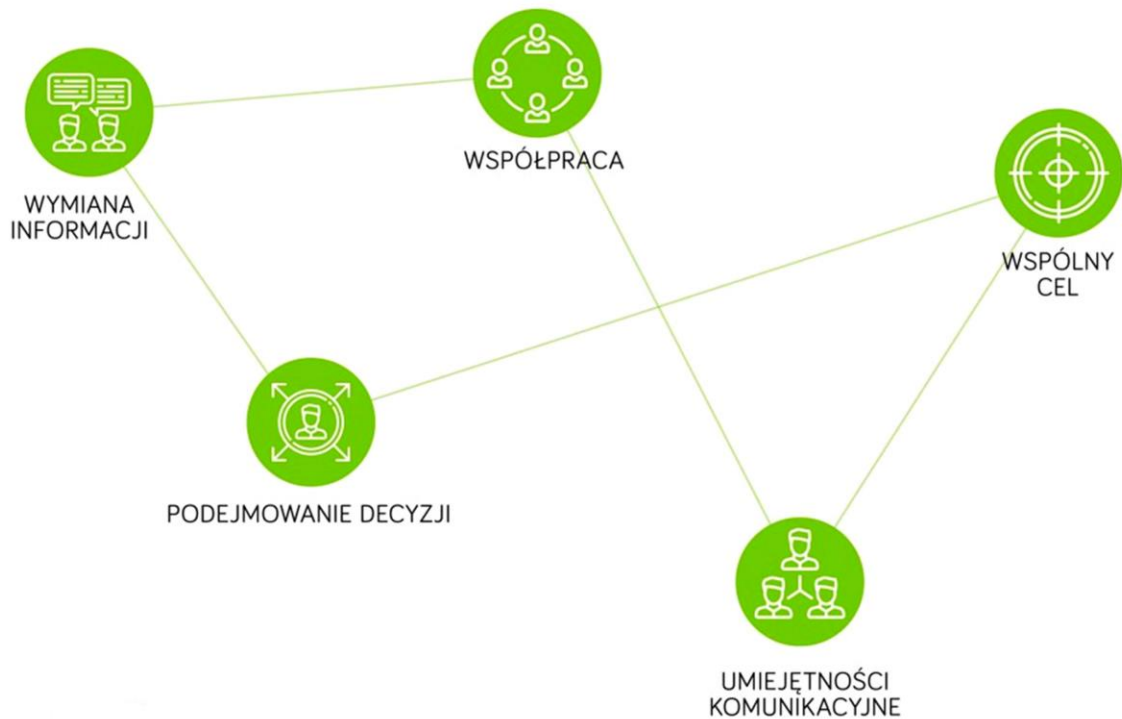 WSPÓŁPRACA
WYMIANA
INFORMACJI
WSPÓLNY
CEL
PODEJMOWANIE DECYZJI
UMIEJĘTNOŚCI
KOMUNIKACYJNE